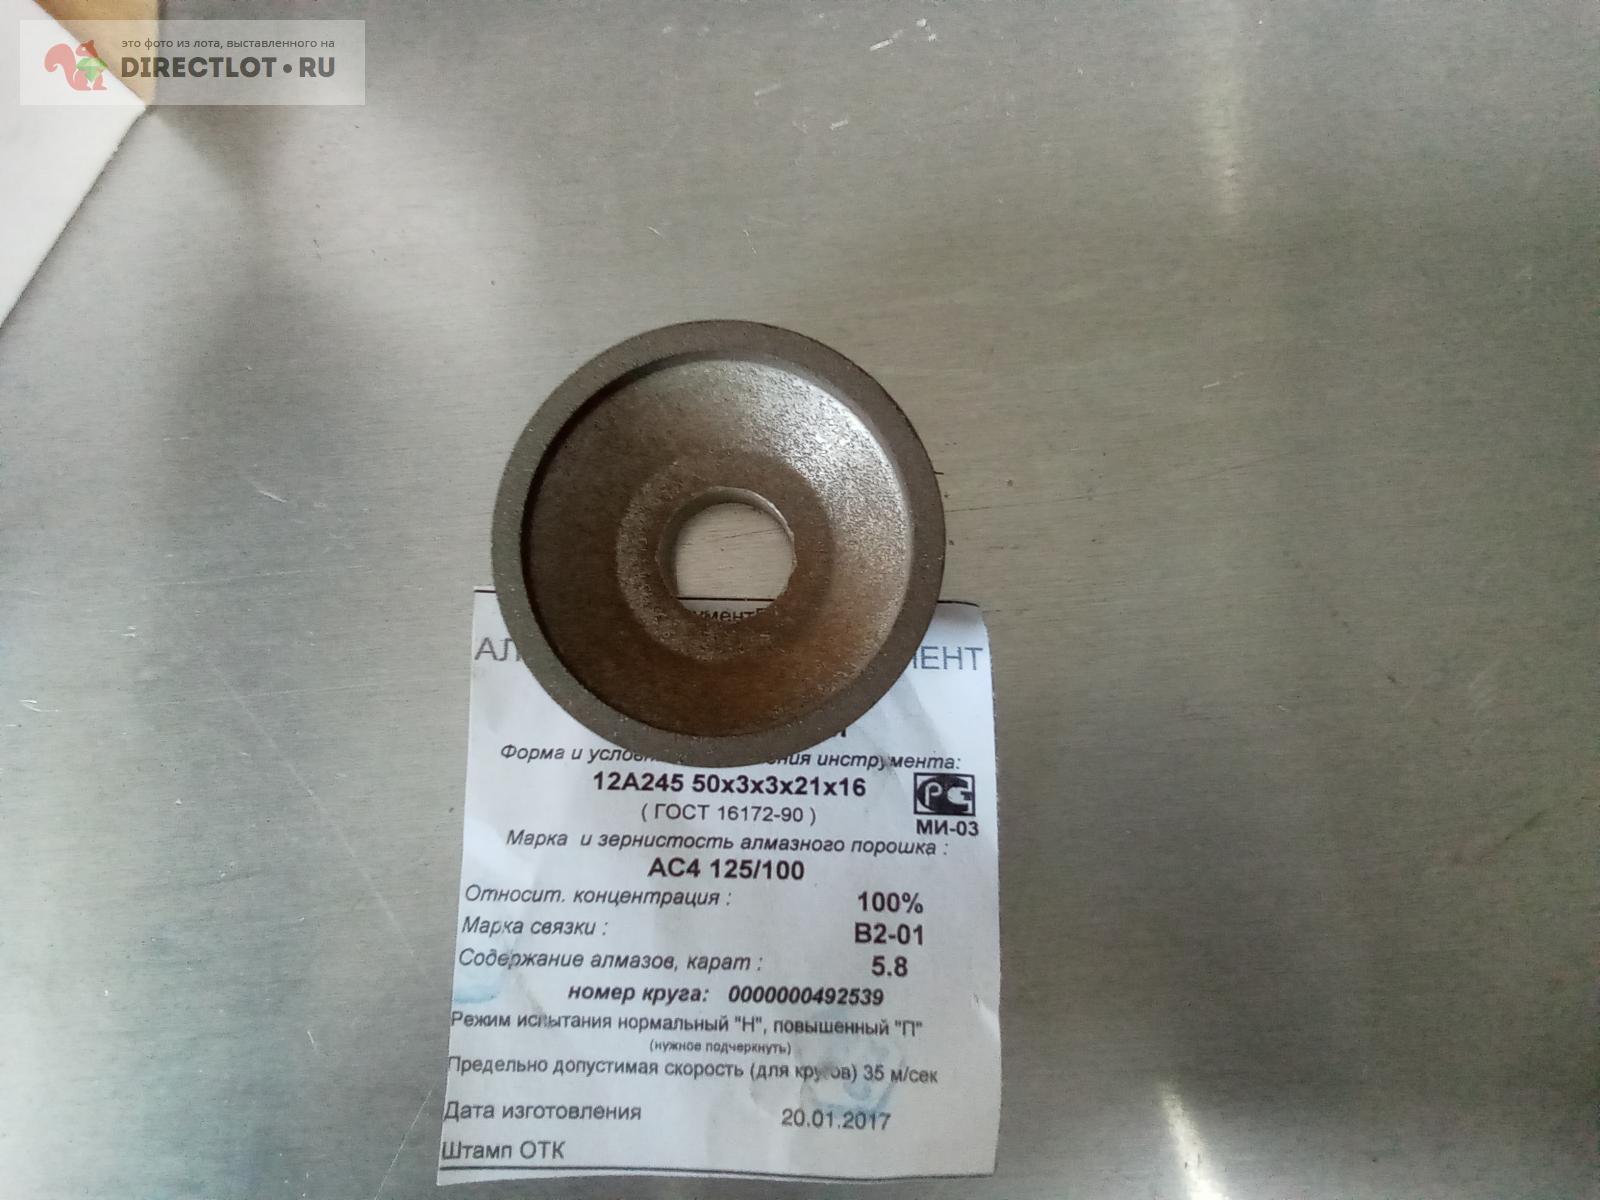 это фото из лота, выставленного на
DIRECTLOT.RU
Форма и инструмента:
12А245 50х3х3х21х16
( ГОСТ 16172-90 )
МИ-03
Марка и зернистость алмазного порошка :
АС4 125/100
Относит. концентрация : 100%
Марка связки : В2-01
Содержание алмазов, карат : 5.8
номер круга: 0000000492539
Режим испытания нормальный "Н", повышенный "П"
(нужное подчеркнуть)
Предельно допустимая скорость (для кругов) 35 м/сек
Дата изготовления 20.01.2017
Штамп ОТК